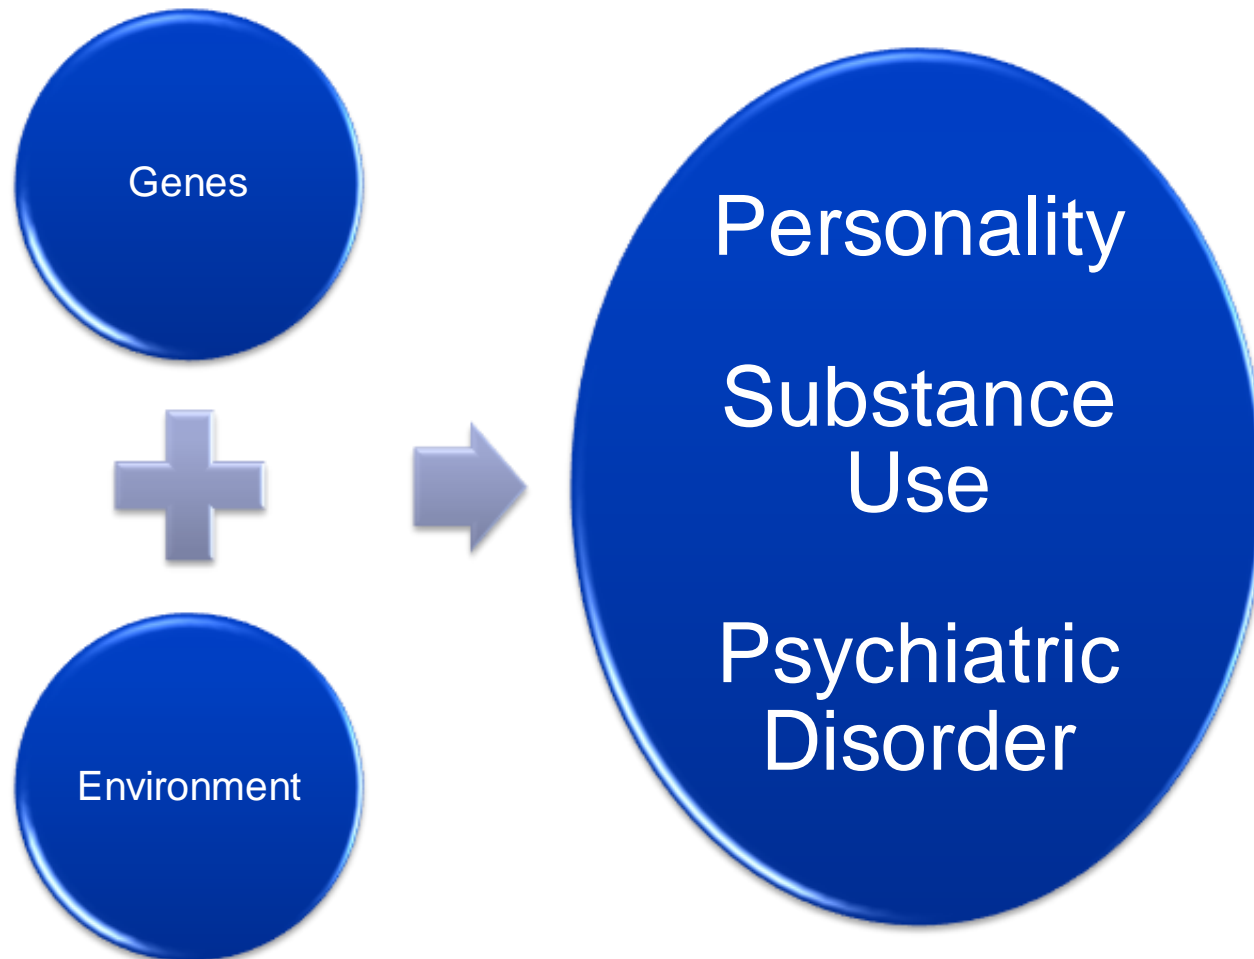 Genes
Environment
Personality
Substance
Use
Psychiatric
Disorder